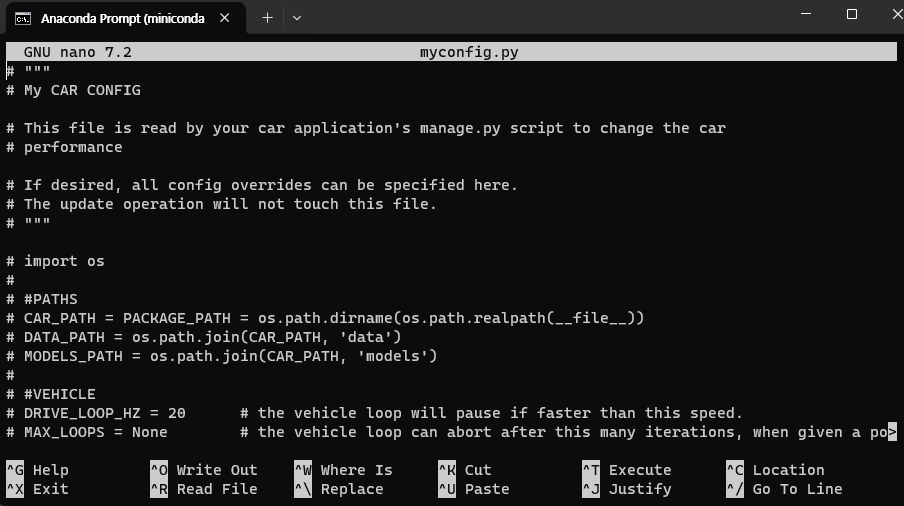 Anaconda Prompt (miniconda
GNU nano 7.2 myconfig.py
# """
# My CAR CONFIG

# This file is read by your car application's manage.py script to change the car
# performance

# If desired, all config overrides can be specified here.
# The update operation will not touch this file.
# """

# import os
#
# #PATHS
# CAR_PATH = PACKAGE_PATH = os.path.dirname(os.path.realpath(__file__))
# DATA_PATH = os.path.join(CAR_PATH, 'data')
# MODELS_PATH = os.path.join(CAR_PATH, 'models')
#
# #VEHICLE
# DRIVE_LOOP_HZ = 20      # the vehicle loop will pause if faster than this speed.
# MAX_LOOPS = None        # the vehicle loop can abort after this many iterations, when given a po>

^G Help ^O Write Out ^W Where Is ^K Cut ^T Execute ^C Location
^X Exit ^R Read File ^\ Replace ^U Paste ^J Justify ^/ Go To Line